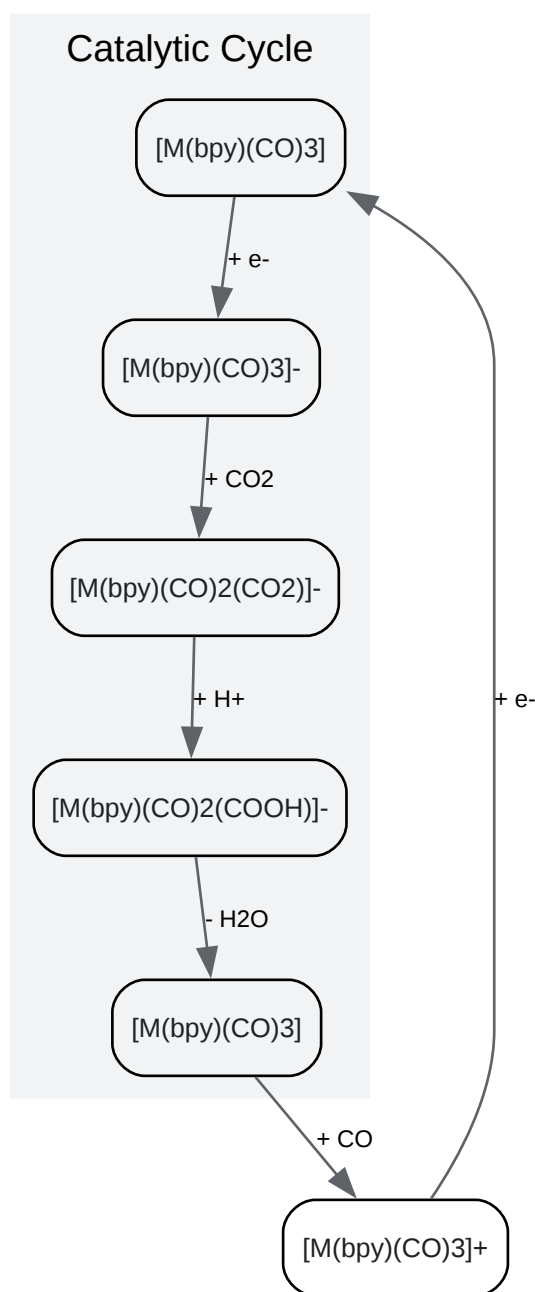 Catalytic Cycle
[M(bpy)(CO)3]
+ e-
[M(bpy)(CO)3]-
+ CO2
[M(bpy)(CO)2(CO2)]-
+ H+
+ e-
[M(bpy)(CO)2(COOH)]-
- H2O
[M(bpy)(CO)3]
+ CO
[M(bpy)(CO)3]+